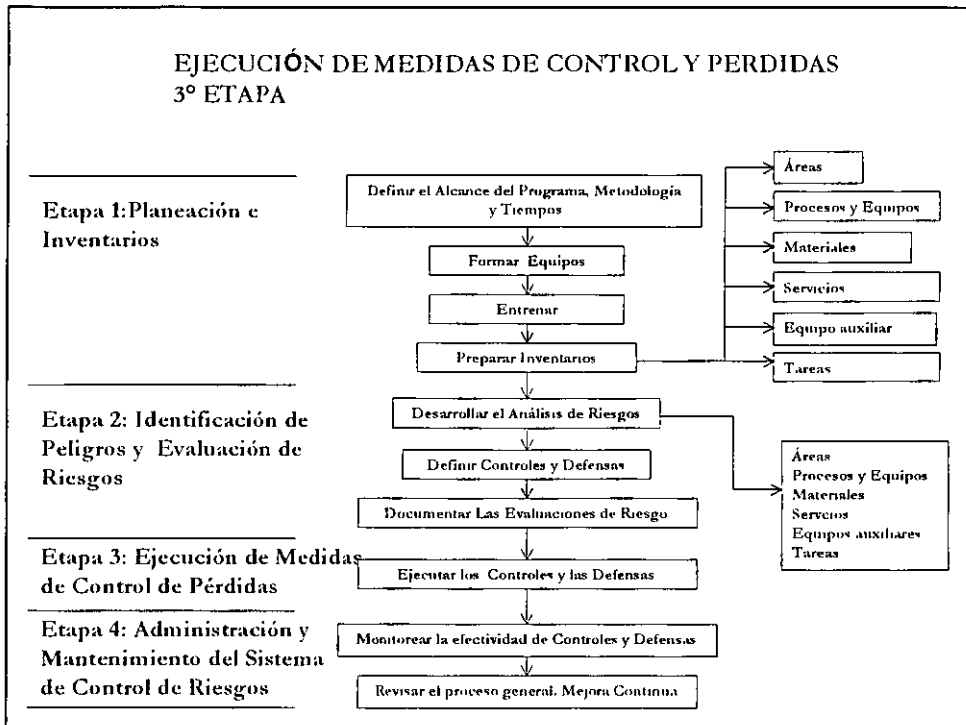 EJECUCIÓN DE MEDIDAS DE CONTROL Y PERDIDAS
3° ETAPA
Etapa 1:Planeación e
Inventarios
Definir el Alcance del Programa, Metodología
y Tiempos
Formar Equipos
Entrenar
Preparar Inventarios
Áreas
Procesos y Equipos
Materiales
Servicios
Equipo auxiliar
Tareas
Etapa 2: Identificación de
Peligros y Evaluación de
Riesgos
Desarrollar el Análisis de Riesgos
Definir Controles y Defensas
Documentar Las Evaluaciones de Riesgo
Áreas
Procesos y Equipos
Materiales
Servicios
Equipos auxiliares
Tareas
Etapa 3: Ejecución de Medidas
de Control de Pérdidas
Ejecutar los Controles y las Defensas
Etapa 4: Administración y
Mantenimiento del Sistema
de Control de Riesgos
Monitorear la efectividad de Controles y Defensas
Revisar el proceso general. Mejora Continua